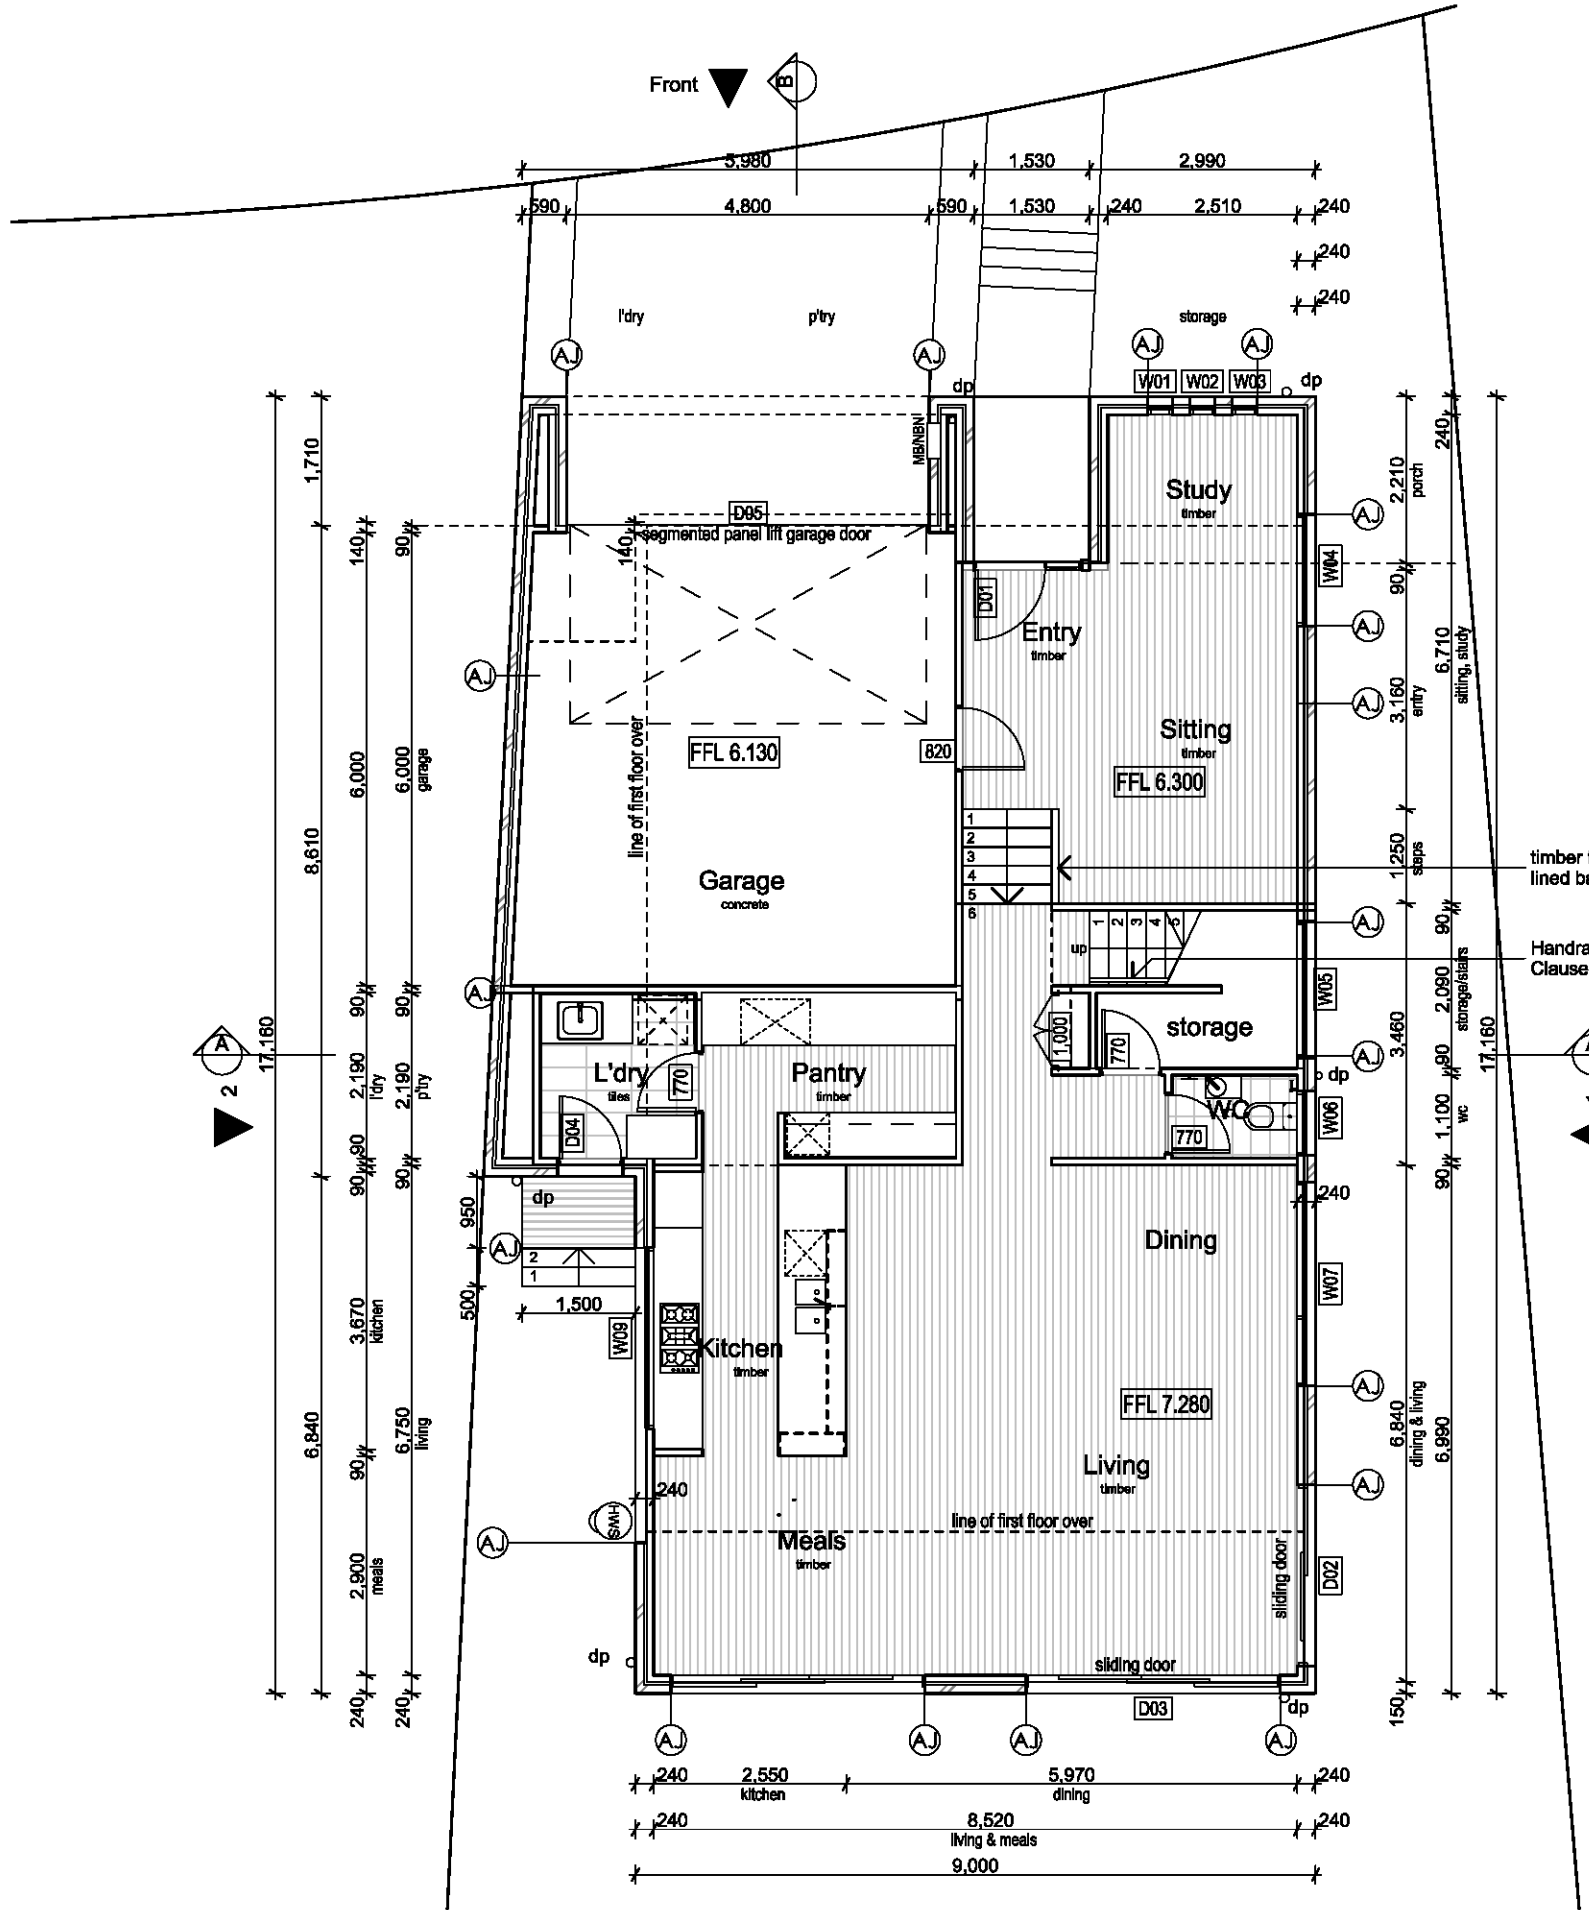 Front
B
5,980
1,530
2,990
590
4,800
590
1,530
240
2,510
240
240
240
l'dry
p'try
storage
AJ
AJ
AJ
AJ
dp
W01
W02
W03
dp
MB/NBN
1,710
240
2,210
porch
Study
timber
D05
segmented panel lift garage door
140
90
140
AJ
W04
90
D01
Entry
timber
AJ
6,710
sitting, study
AJ
3,160
entry
AJ
Sitting
timber
line of first floor over
FFL 6.130
820
FFL 6.300
6,000
6,000
garage
8,610
1
2
3
4
5
6
1,250
steps
timber
lined ba
Garage
concrete
AJ
90
1
2
3
4
5
up
Handra
Clause
AJ
90
90
W05
2,090
storage/stairs
3,460
storage
1,000
770
A
2
17,160
2,190
l'dry
2,190
p'try
L'dry
tiles
770
Pantry
timber
AJ
90
17,160
dp
D04
WC
770
W06
1,100
wc
90
90
90
90
240
950
dp
AJ
2
1
500
1,500
Dining
W07
W09
3,670
kitchen
Kitchen
timber
FFL 7.280
AJ
6,840
6,750
living
90
6,840
dining & living
6,990
Living
timber
AJ
240
HWS
line of first floor over
AJ
Meals
timber
2,900
meals
sliding door
D02
dp
sliding door
240
240
D03
dp
150
AJ
AJ
AJ
AJ
240
2,550
kitchen
5,970
dining
240
240
8,520
living & meals
240
9,000